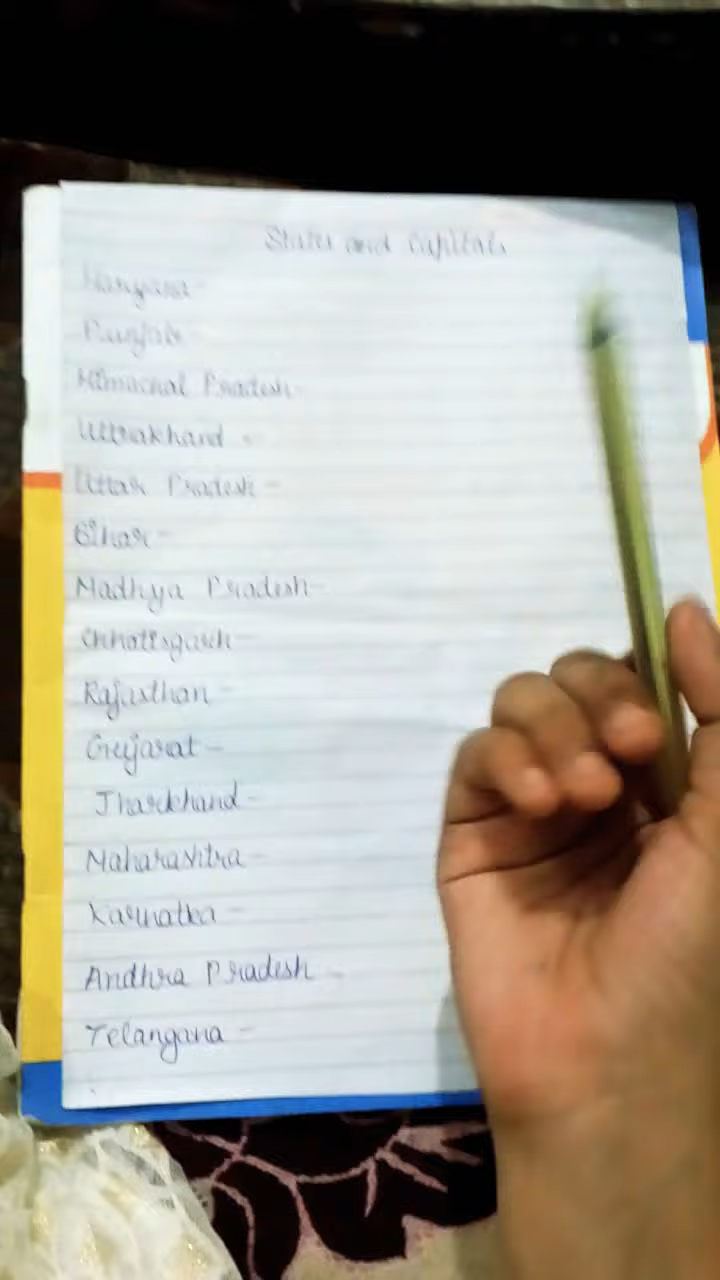 States and Capitals
Haryana -
Punjab
Himachal Pradesh -
Uttrakhand -
Uttar Pradesh -
Bihar -
Madhya Pradesh -
Chhattisgarh -
Rajasthan -
Gujarat -
Jharkhand -
Maharashtra -
Karnatka -
Andhra Pradesh -
Telangana -